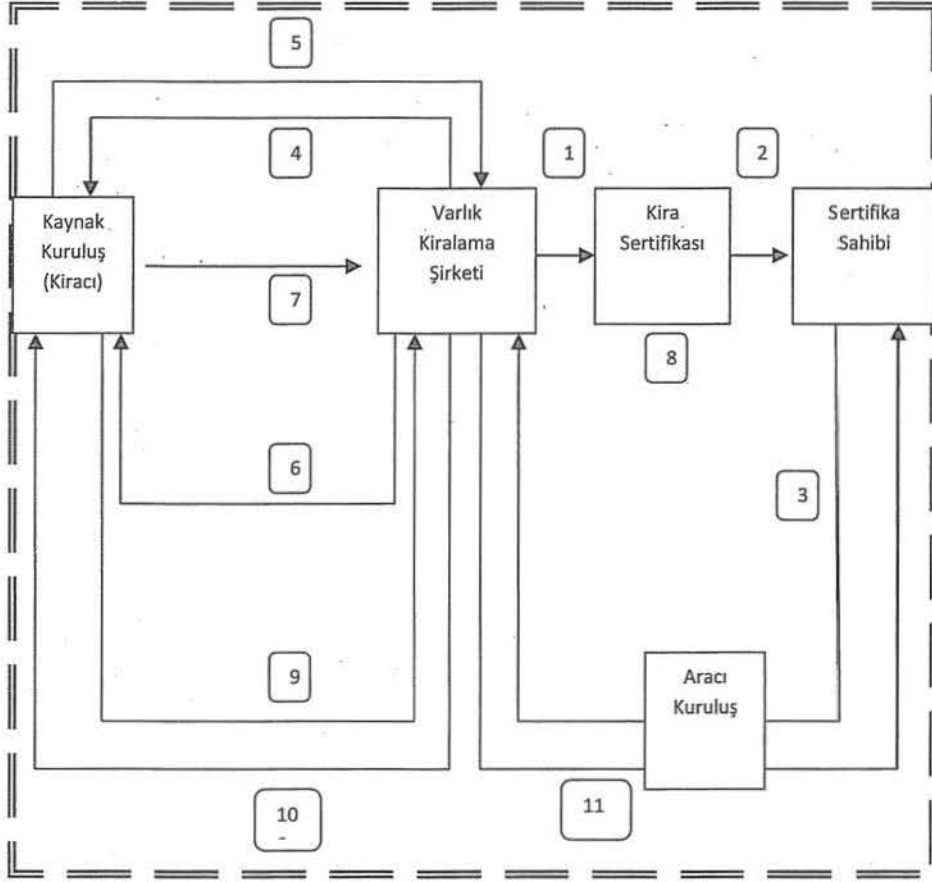 5
4
1
2
Kaynak
Kuruluş
(Kiracı)
Varlık
Kiralama
Şirketi
Kira
Sertifikası
Sertifika
Sahibi
7
8
6
3
9
Aracı
Kuruluş
10
11